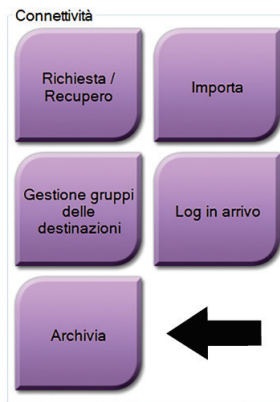 Connettività
Richiesta /
Recupero
Importa
Gestione gruppi
delle
destinazioni
Log in arrivo
Archivia